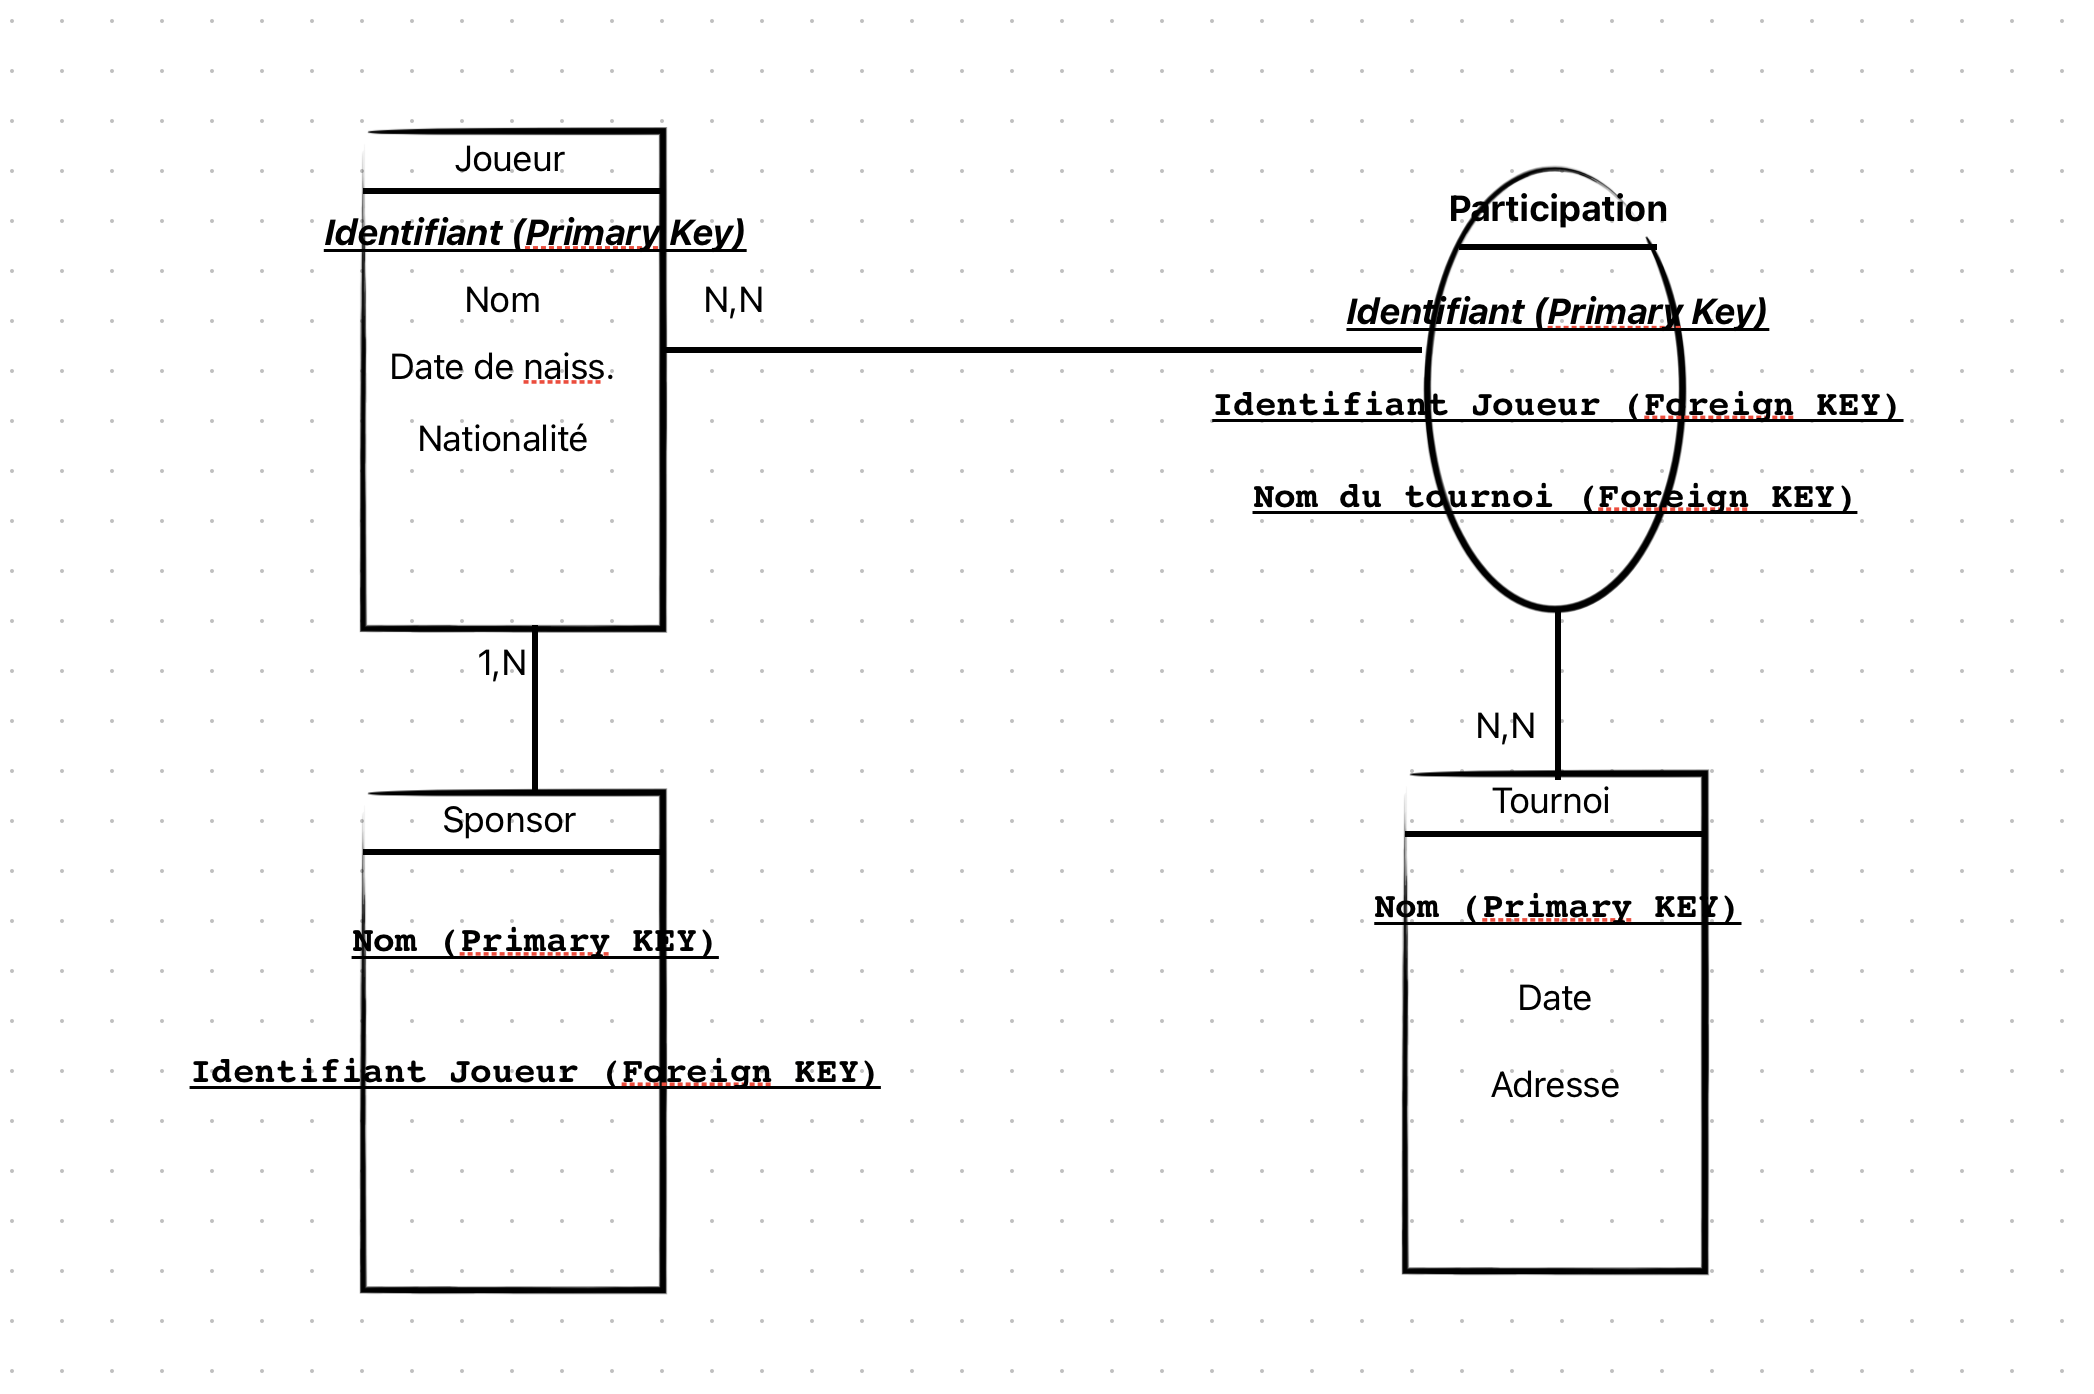 Joueur
Identifiant (Primary Key)
Nom
Date de naiss.
Nationalité
N,N
1,N
Sponsor
Nom (Primary KEY)
Identifiant Joueur (Foreign KEY)
Participation
Identifiant (Primary Key)
Identifiant Joueur (Foreign KEY)
Nom du tournoi (Foreign KEY)
N,N
Tournoi
Nom (Primary KEY)
Date
Adresse